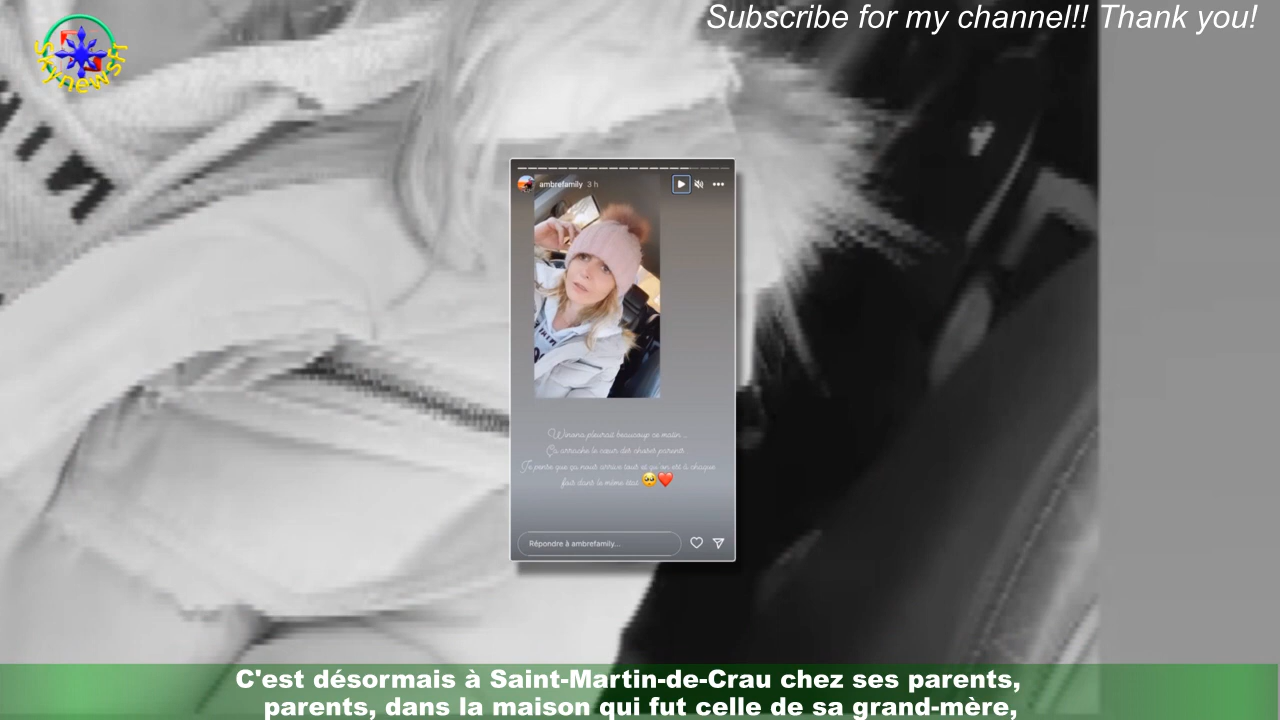 Subscribe for my channel!! Thank you!
Skynewsfr
ambrefamily 3 h
Winona pleurait beaucoup ce matin...
Ça arrache le cœur des choses parents
Je pense que ça nous arrive tous et qu'on est à chaque
fois dans le même état 🥺❤️
Répondre à ambrefamily...
C'est désormais à Saint-Martin-de-Crau chez ses parents,
parents, dans la maison qui fut celle de sa grand-mère,